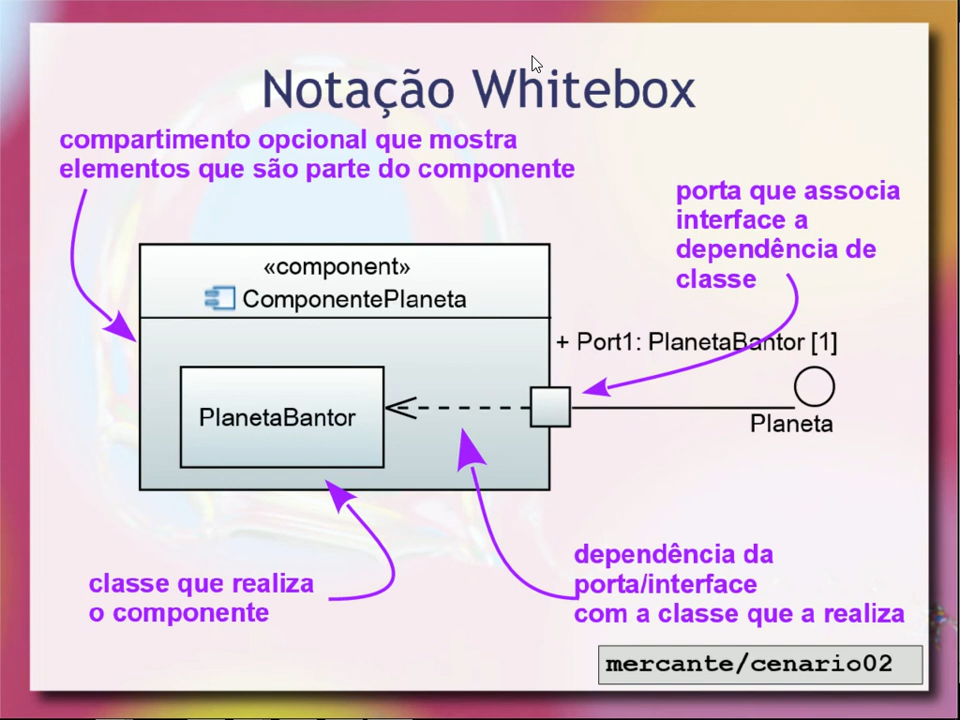 Notação Whitebox
compartimento opcional que mostra
elementos que são parte do componente
porta que associa
interface a
dependência de
classe
«component»
ComponentePlaneta
+ Port1: PlanetaBantor [1]
PlanetaBantor
Planeta
dependência da
porta/interface
com a classe que a realiza
classe que realiza
o componente
mercante/cenario02